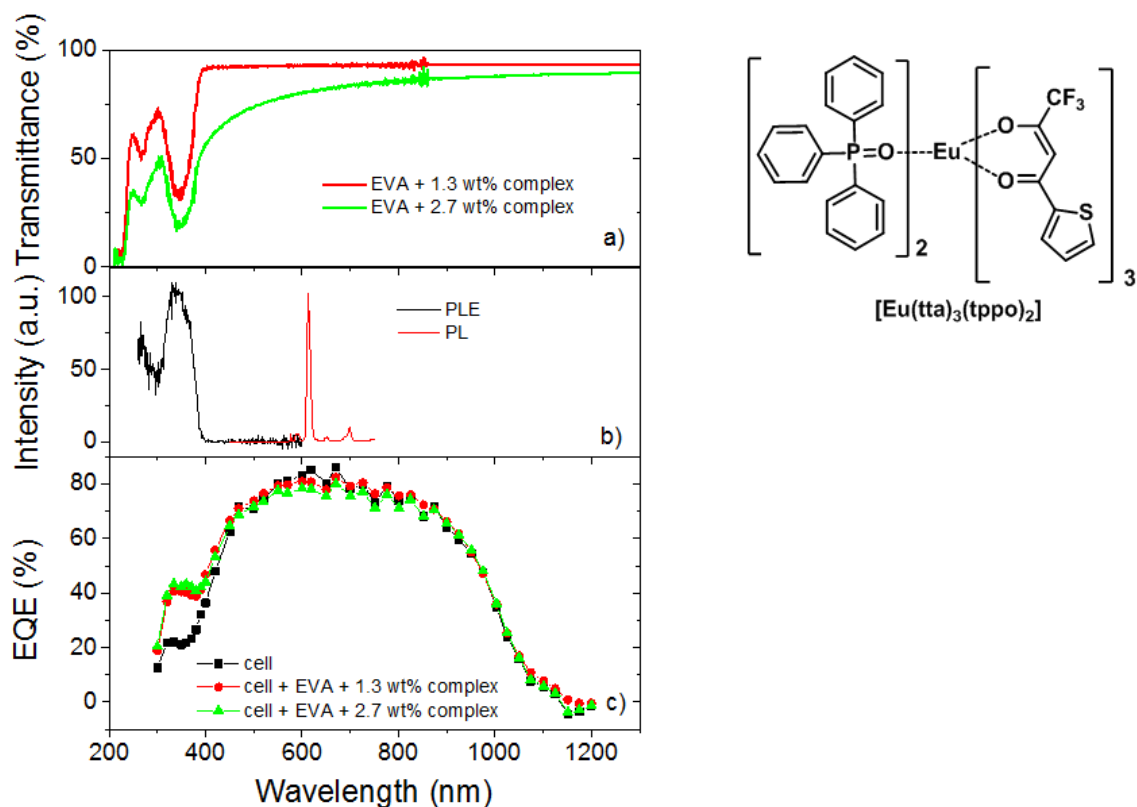 Transmittance (%)
100
50
0
EVA + 1.3 wt% complex
EVA + 2.7 wt% complex
a)
Intensity (a.u.)
100
50
0
PLE
PL
b)
EQE (%)
80
60
40
20
0
cell
cell + EVA + 1.3 wt% complex
cell + EVA + 2.7 wt% complex
c)
200 400 600 800 1000 1200
Wavelength (nm)
P=O
2
Eu
O
O
CF3
S
3
[Eu(tta)3(tppo)2]